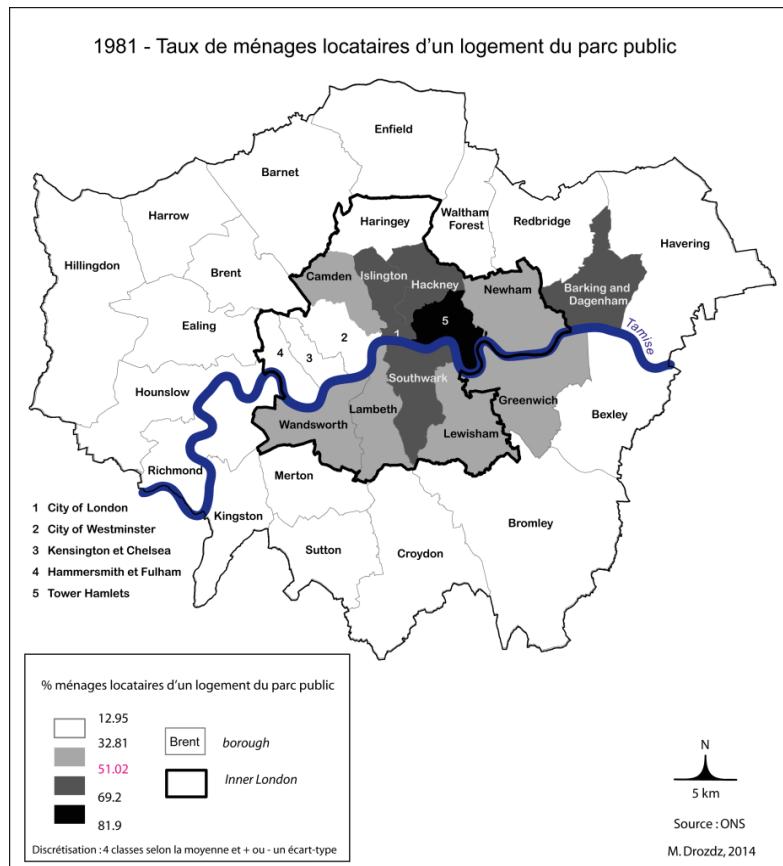 1981 - Taux de ménages locataires d'un logement du parc public
Enfield
Barnet
Harrow
Haringey
Waltham
Forest
Redbridge
Havering
Hillingdon
Brent
Camden
Islington
Hackney
Newham
Barking and
Dagenham
Ealing
2
5
1
4
3
Tamise
Hounslow
Southwark
Greenwich
Wandsworth
Lambeth
Lewisham
Bexley
Richmond
Merton
Kingston
Bromley
Sutton
Croydon
1 City of London
2 City of Westminster
3 Kensington et Chelsea
4 Hammersmith et Fulham
5 Tower Hamlets
% ménages locataires d'un logement du parc public
12.95
32.81
51.02
69.2
81.9
Brent borough
Inner London
Discrétisation : 4 classes selon la moyenne et + ou - un écart-type
N
5 km
Source : ONS
M. Drozdz, 2014